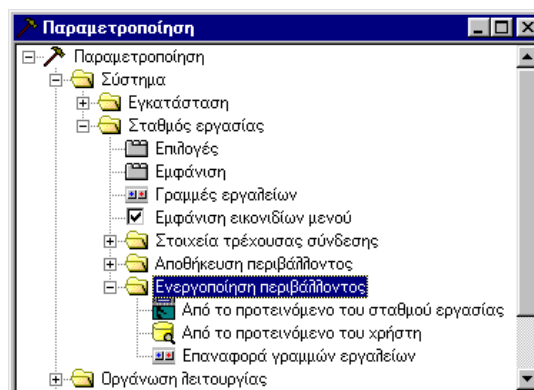 Παραμετροποίηση
Παραμετροποίηση
Σύστημα
Εγκατάσταση
Σταθμός εργασίας
Επιλογές
Εμφάνιση
Γραμμές εργαλείων
Εμφάνιση εικονιδίων μενού
Στοιχεία τρέχουσας σύνδεσης
Αποθήκευση περιβάλλοντος
Ενεργοποίηση περιβάλλοντος
Από το προτεινόμενο του σταθμού εργασίας
Από το προτεινόμενο του χρήστη
Επαναφορά γραμμών εργαλείων
Οργάνωση λειτουργίας